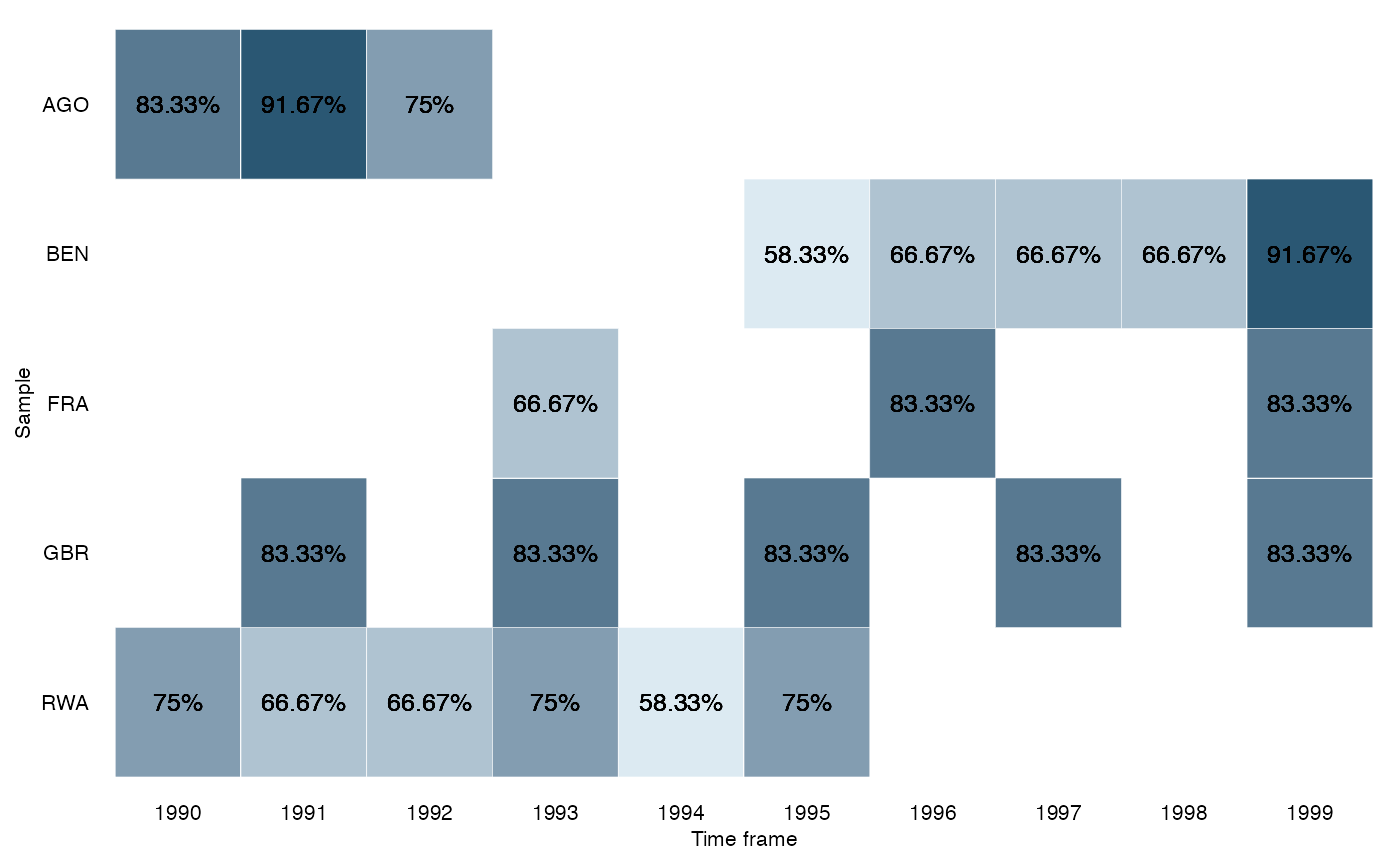 AGO 83.33% 91.67% 75%
BEN 58.33% 66.67% 66.67% 66.67% 91.67%
Sample
FRA 66.67% 83.33% 83.33%
GBR 83.33% 83.33% 83.33% 83.33% 83.33%
RWA 75% 66.67% 66.67% 75% 58.33% 75%
1990 1991 1992 1993 1994 1995 1996 1997 1998 1999
Time frame